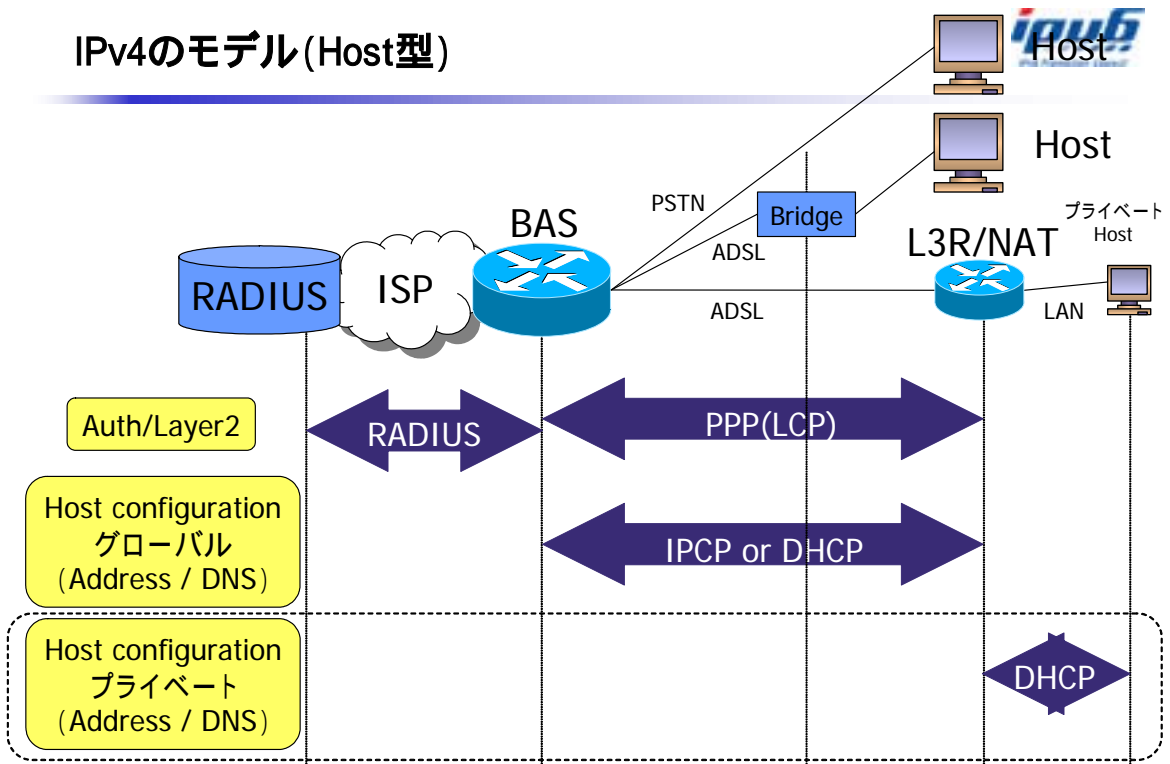 IPv4のモデル(Host型)
Host
Host
PSTN
Bridge
プライベート
Host
BAS
ADSL
L3R/NAT
RADIUS
ISP
ADSL
LAN
Auth/Layer2
RADIUS
PPP(LCP)
Host configuration
グローバル
(Address / DNS)
IPCP or DHCP
Host configuration
プライベート
(Address / DNS)
DHCP